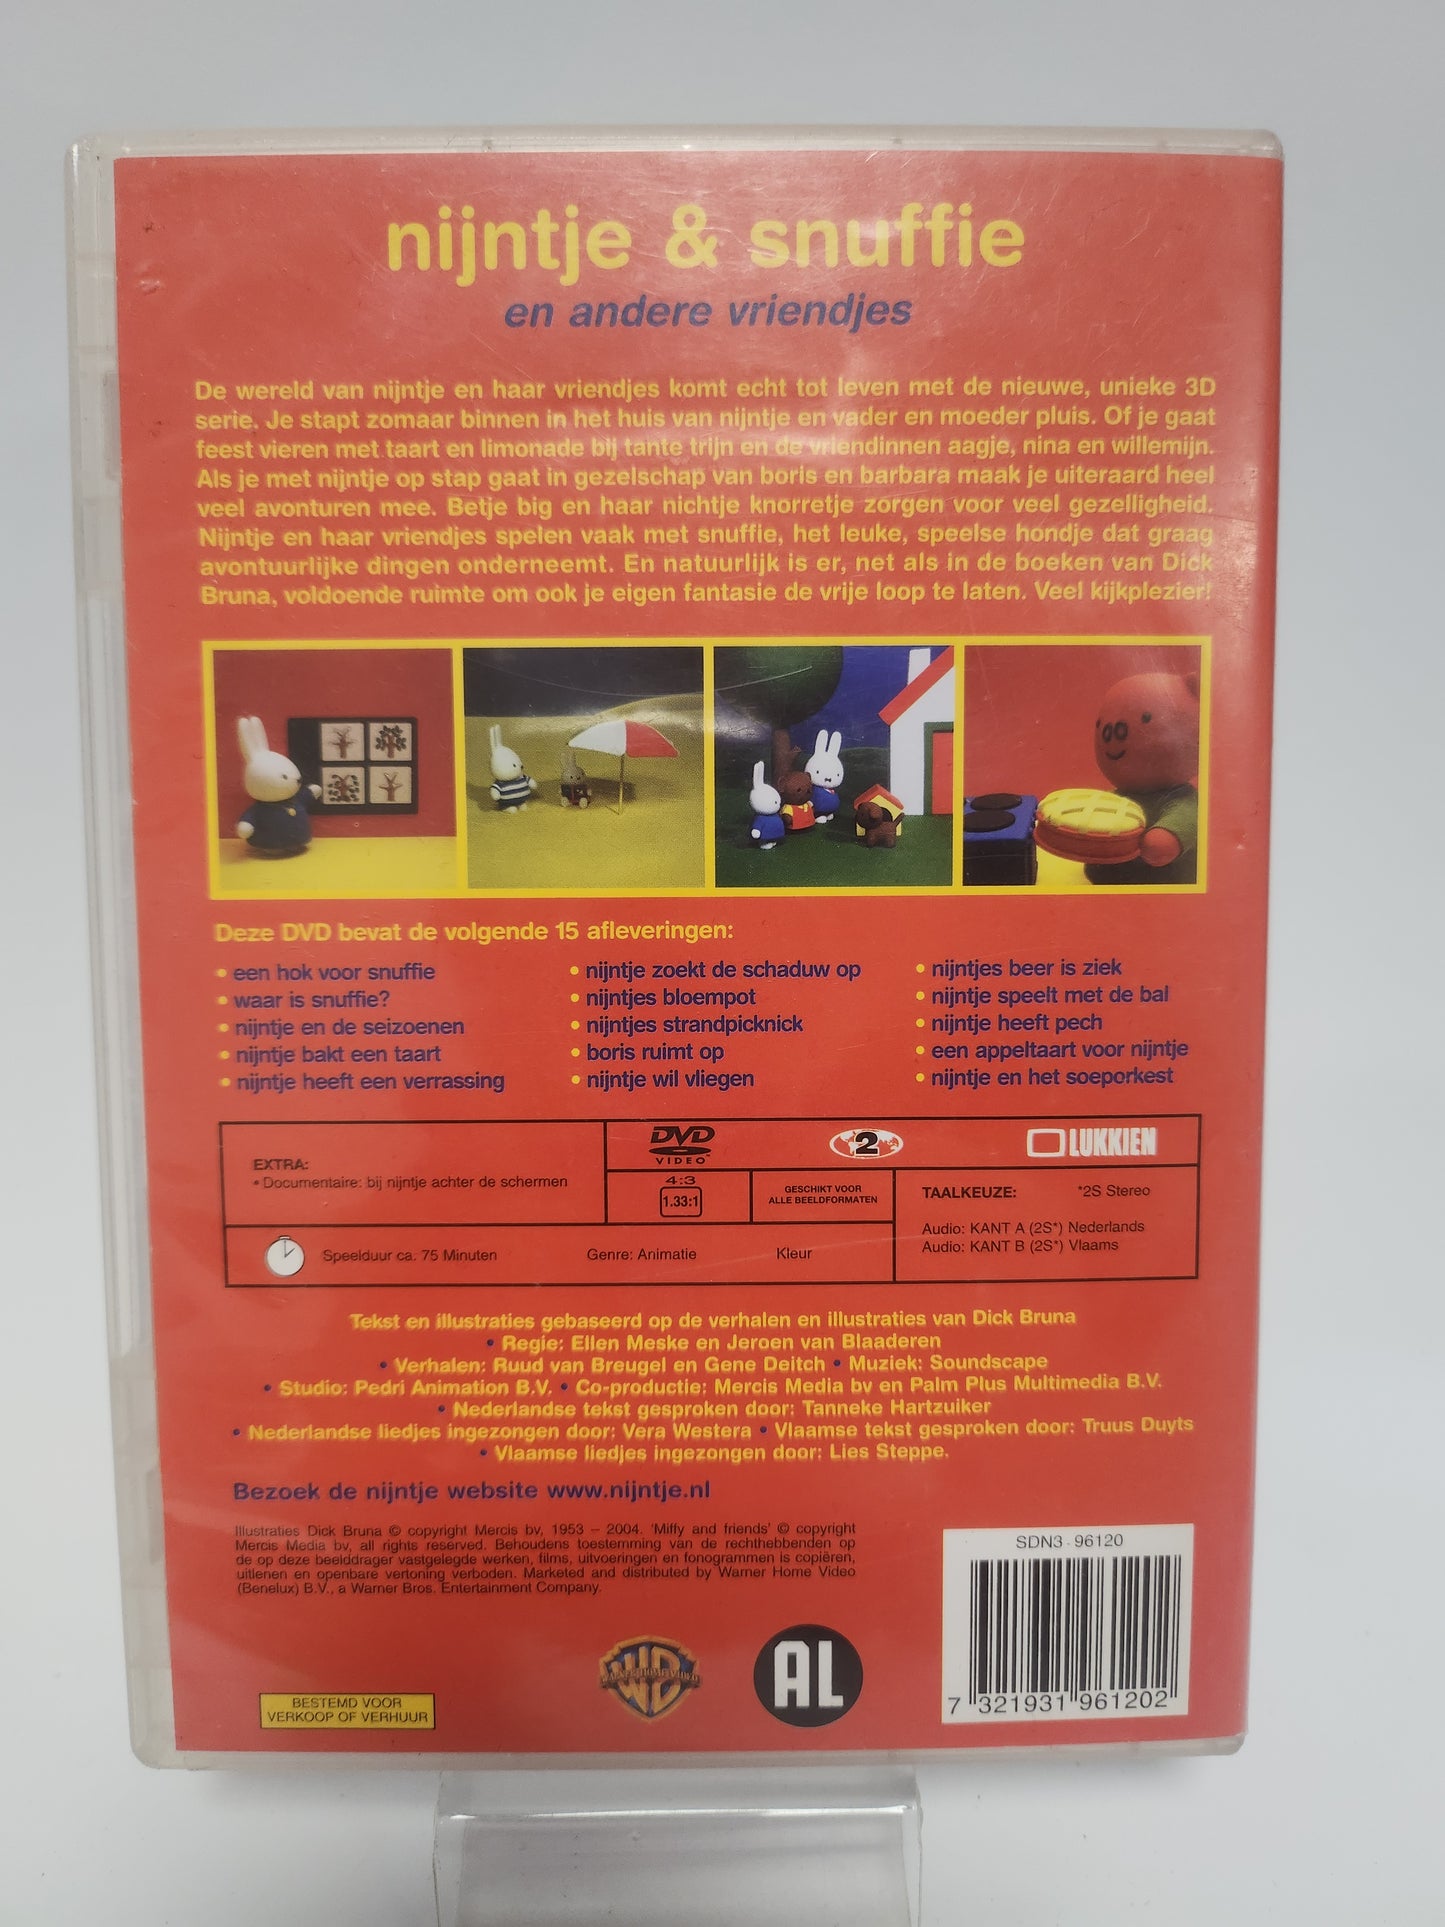 nijntje & snuffie
en andere vriendjes
De wereld van nijntje en haar vriendjes komt echt tot leven met de nieuwe, unieke 3D
serie. Je stapt zomaar binnen in het huis van nijntje en vader en moeder pluis. Of je gaat
feest vieren met taart en limonade bij tante trijn en de vriendinnen aagje, nina en willemijn.
Als je met nijntje op stap gaat in gezelschap van boris en barbara maak je uiteraard heel
veel avonturen mee. Betje big en haar nichtje knorretje zorgen voor veel gezelligheid.
Nijntje en haar vriendjes spelen vaak met snuffie, het leuke, speelse hondje dat graag
avontuurlijke dingen onderneemt. En natuurlijk is er, net als in de boeken van Dick
Bruna, voldoende ruimte om ook je eigen fantasie de vrije loop te laten. Veel kijkplezier!
Deze DVD bevat de volgende 15 afleveringen:
• een hok voor snuffie
• waar is snuffie?
• nijntje en de seizoenen
• nijntje bakt een taart
• nijntje heeft een verrassing
• nijntje zoekt de schaduw op
• nijntjes bloempot
• nijntjes strandpicknick
• boris ruimt op
• nijntje wil vliegen
• nijntjes beer is ziek
• nijntje speelt met de bal
• nijntje heeft pech
• een appeltaart voor nijntje
• nijntje en het soeporkest
EXTRA:
• Documentaire: bij nijntje achter de schermen
DVD
VIDEO
2
LUKKIEN
4:3
1.33:1
GESCHIKT VOOR
ALLE BEELDFORMATEN
TAALKEUZE: *2S Stereo
Audio: KANT A (2S*) Nederlands
Audio: KANT B (2S*) Vlaams
Speelduur ca. 75 Minuten Genre: Animatie Kleur
Tekst en illustraties gebaseerd op de verhalen en illustraties van Dick Bruna
• Regie: Ellen Meske en Jeroen van Blaaderen
• Verhalen: Ruud van Breugel en Gene Deitch • Muziek: Soundscape
• Studio: Pedri Animation B.V. • Co-productie: Mercis Media bv en Palm Plus Multimedia B.V.
• Nederlandse tekst gesproken door: Tanneke Hartzuiker
• Nederlandse liedjes ingezongen door: Vera Westera • Vlaamse tekst gesproken door: Truus Duyts
• Vlaamse liedjes ingezongen door: Lies Steppe.
Bezoek de nijntje website www.nijntje.nl
Illustraties Dick Bruna © copyright Mercis bv, 1953 – 2004. 'Miffy and friends' © copyright
Mercis Media bv, all rights reserved. Behoudens toestemming van de rechthebbenden op
de op deze beelddrager vastgelegde werken, films, uitvoeringen en fonogrammen is copiëren,
uitlenen en openbare vertoning verboden. Marketed and distributed by Warner Home Video
(Benelux) B.V., a Warner Bros. Entertainment Company.
SDN3 - 96120
7 321931 961202
BESTEMD VOOR
VERKOOP OF VERHUUR
WB
WARNER HOME VIDEO
AL